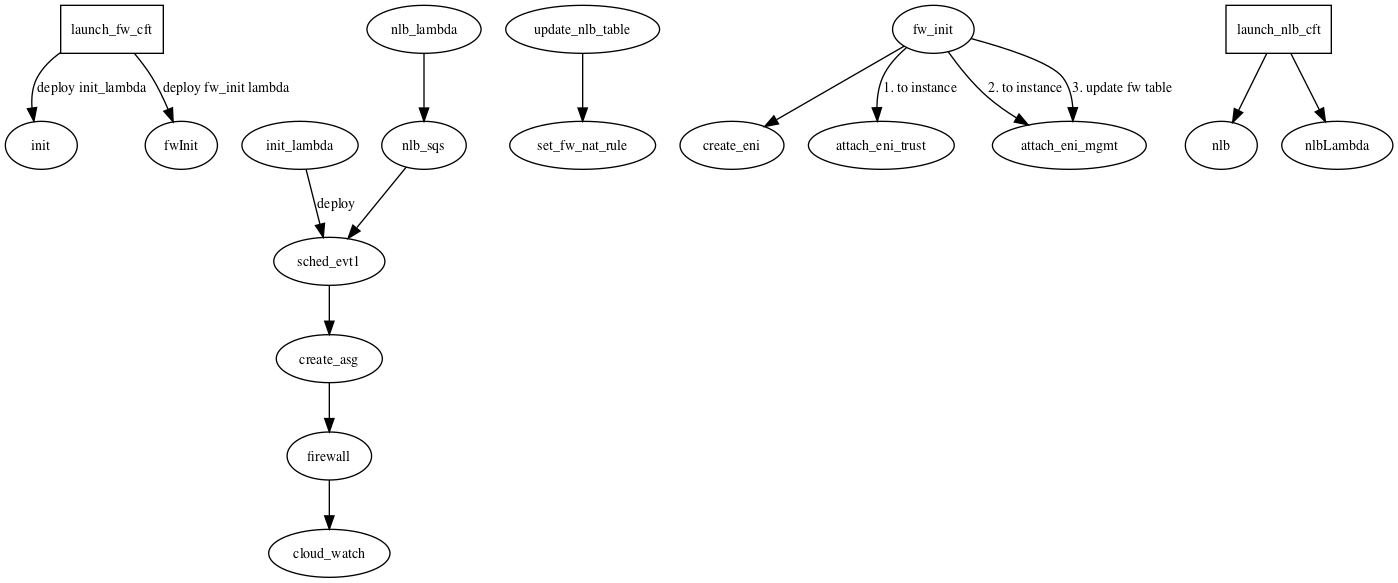 launch_fw_cft
nlb_lambda
update_nlb_table
fw_init
launch_nlb_cft
deploy init_lambda
deploy fw_init lambda
1. to instance
2. to instance
3. update fw table
init
fwInit
init_lambda
nlb_sqs
set_fw_nat_rule
create_eni
attach_eni_trust
attach_eni_mgmt
nlb
nlbLambda
deploy
sched_evt1
create_asg
firewall
cloud_watch